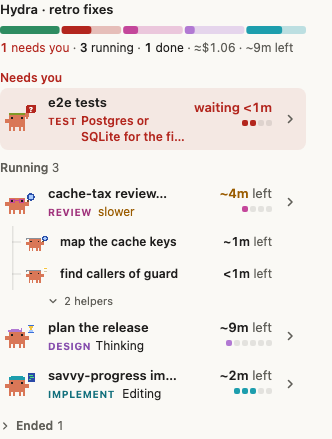 Hydra · retro fixes
1 needs you · 3 running · 1 done · ≈$1.06 · ~9m left
Needs you
e2e tests
waiting <1m
TEST Postgres or
SQLite for the fi...
Running 3
cache-tax review...
~4m left
REVIEW slower
map the cache keys
~1m left
find callers of guard
<1m left
2 helpers
plan the release
~9m left
DESIGN Thinking
savvy-progress im...
~2m left
IMPLEMENT Editing
Ended 1